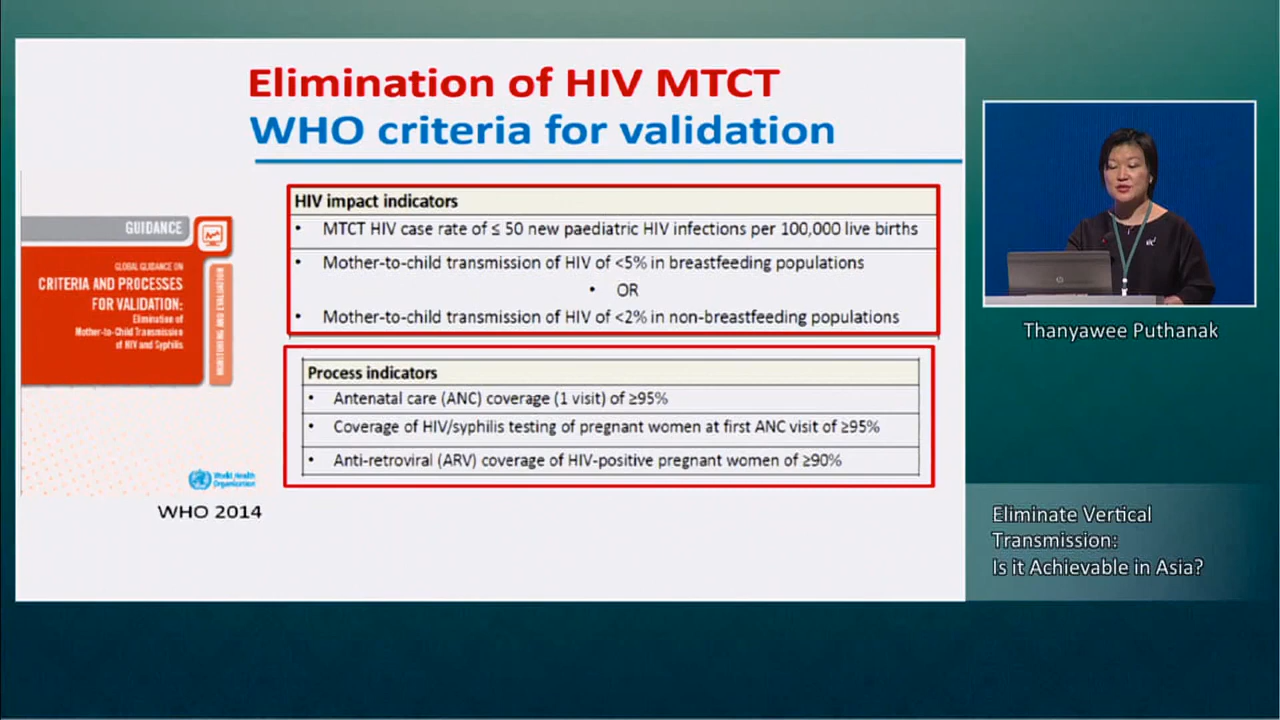 Elimination of HIV MTCT
WHO criteria for validation
GUIDANCE
GLOBAL GUIDANCE ON
CRITERIA AND PROCESSES
FOR VALIDATION:
Elimination of
Mother-to-Child Transmission
of HIV and Syphilis
MONITORING AND EVALUATION
World Health
Organization
WHO 2014
HIV impact indicators
• MTCT HIV case rate of ≤ 50 new paediatric HIV infections per 100,000 live births
• Mother-to-child transmission of HIV of <5% in breastfeeding populations
• OR
• Mother-to-child transmission of HIV of <2% in non-breastfeeding populations
Process indicators
• Antenatal care (ANC) coverage (1 visit) of ≥95%
• Coverage of HIV/syphilis testing of pregnant women at first ANC visit of ≥95%
• Anti-retroviral (ARV) coverage of HIV-positive pregnant women of ≥90%
Thanyawee Puthanak
Eliminate Vertical
Transmission:
Is it Achievable in Asia?